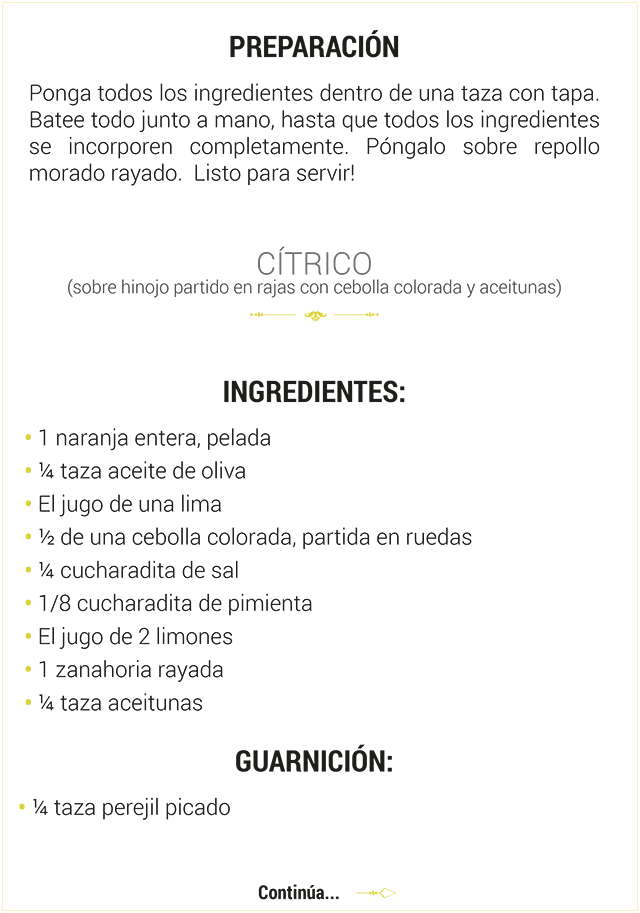 PREPARACIÓN
Ponga todos los ingredientes dentro de una taza con tapa.
Batee todo junto a mano, hasta que todos los ingredientes
se incorporen completamente. Póngalo sobre repollo
morado rayado. Listo para servir!
CÍTRICO
(sobre hinojo partido en rajas con cebolla colorada y aceitunas)
INGREDIENTES:
• 1 naranja entera, pelada
• ¼ taza aceite de oliva
• El jugo de una lima
• ½ de una cebolla colorada, partida en ruedas
• ¼ cucharadita de sal
• 1/8 cucharadita de pimienta
• El jugo de 2 limones
• 1 zanahoria rayada
• ¼ taza aceitunas
GUARNICIÓN:
• ¼ taza perejil picado
Continúa...